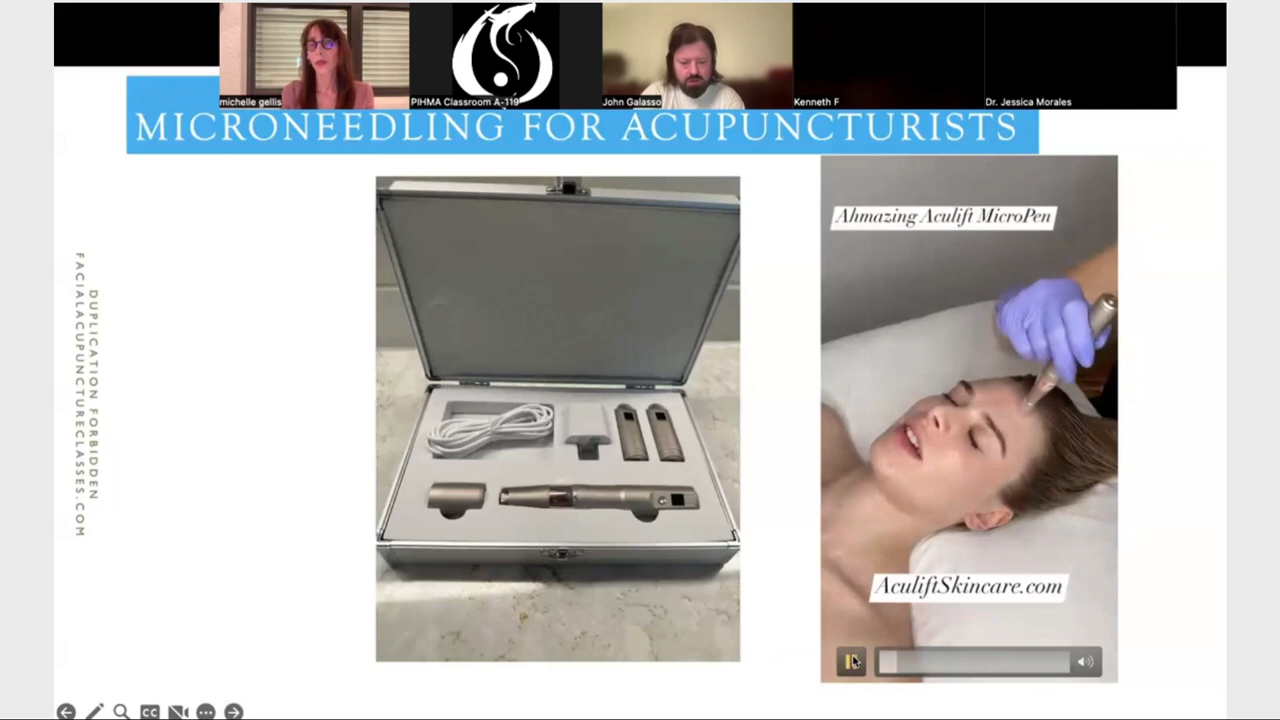 michelle gellis
PIHMA Classroom A-119
John Galasso
Kenneth F
Dr. Jessica Morales
MICRONEEDLING FOR ACUPUNCTURISTS
DUPLICATION FORBIDDEN
FACIALACUPUNCTURECLASSES.COM
Ahmazing Aculift MicroPen
AculiftSkincare.com
CC